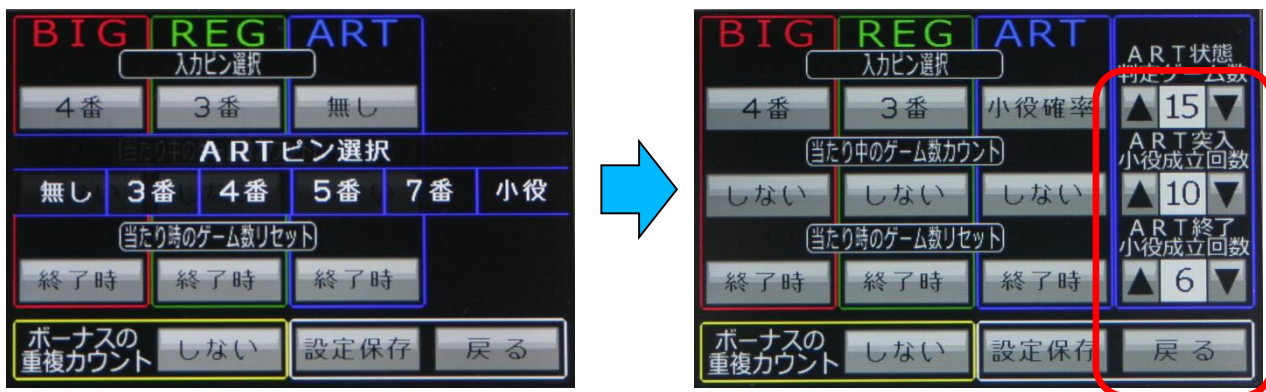 BIG REG ART
入力ピン選択
4番 3番 無し
ARTピン選択
無し 3番 4番 5番 7番 小役
当たり時のゲーム数リセット
終了時 終了時 終了時
ボーナスの
重複カウント しない 設定保存 戻る
BIG REG ART
入力ピン選択
4番 3番 小役確率
当たり中のゲーム数カウント
しない しない しない
当たり時のゲーム数リセット
終了時 終了時 終了時
ART状態
判定ゲーム数
▲ 15 ▼
ART突入
小役成立回数
▲ 10 ▼
ART終了
小役成立回数
▲ 6 ▼
ボーナスの
重複カウント しない 設定保存 戻る